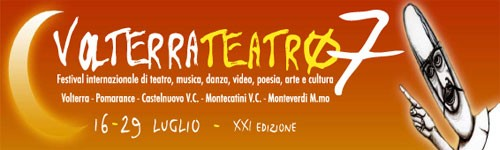 VOLTERRATEATRO7
Festival internazionale di teatro, musica, danza, video, poesia, arte e cultura
Volterra - Pomarance - Castelnuovo V.C. - Montecatini V.C. - Monteverdi M.mo
16-29 LUGLIO - XXI EDIZIONE